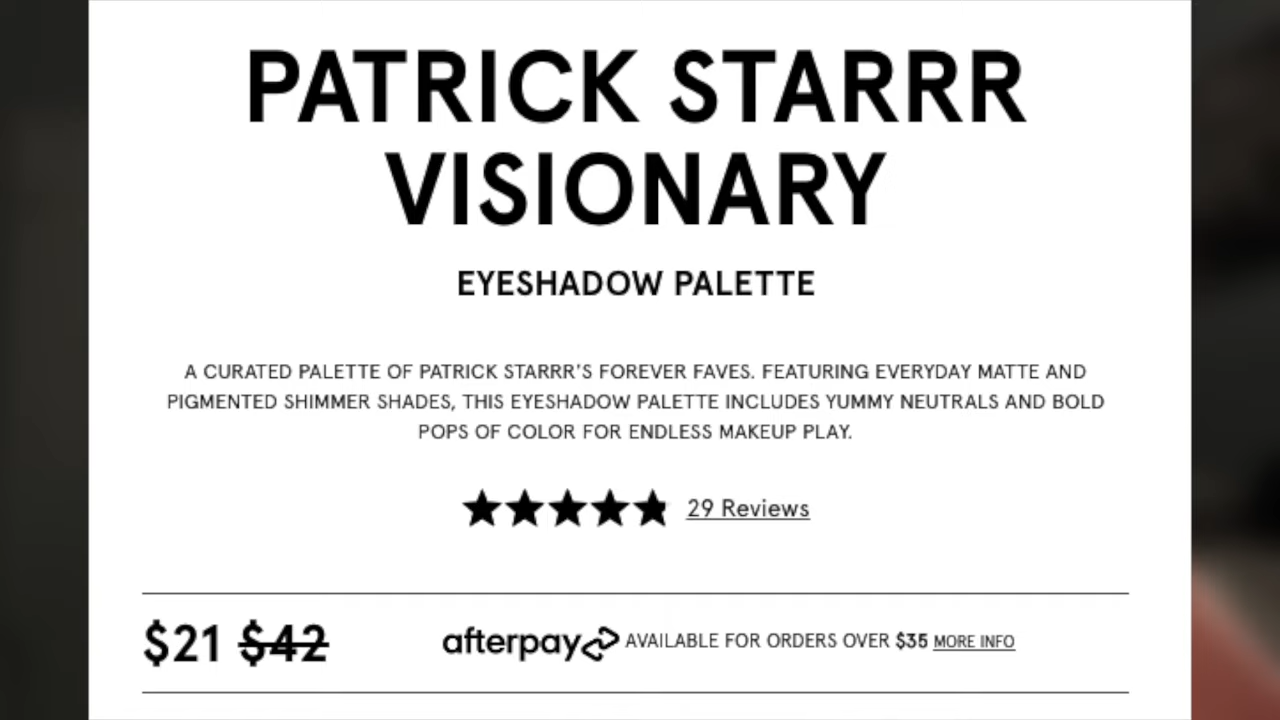 PATRICK STARRR
VISIONARY
EYESHADOW PALETTE
A CURATED PALETTE OF PATRICK STARRR'S FOREVER FAVES. FEATURING EVERYDAY MATTE AND
PIGMENTED SHIMMER SHADES, THIS EYESHADOW PALETTE INCLUDES YUMMY NEUTRALS AND BOLD
POPS OF COLOR FOR ENDLESS MAKEUP PLAY.
29 Reviews
$21 $42 afterpay AVAILABLE FOR ORDERS OVER $35 MORE INFO